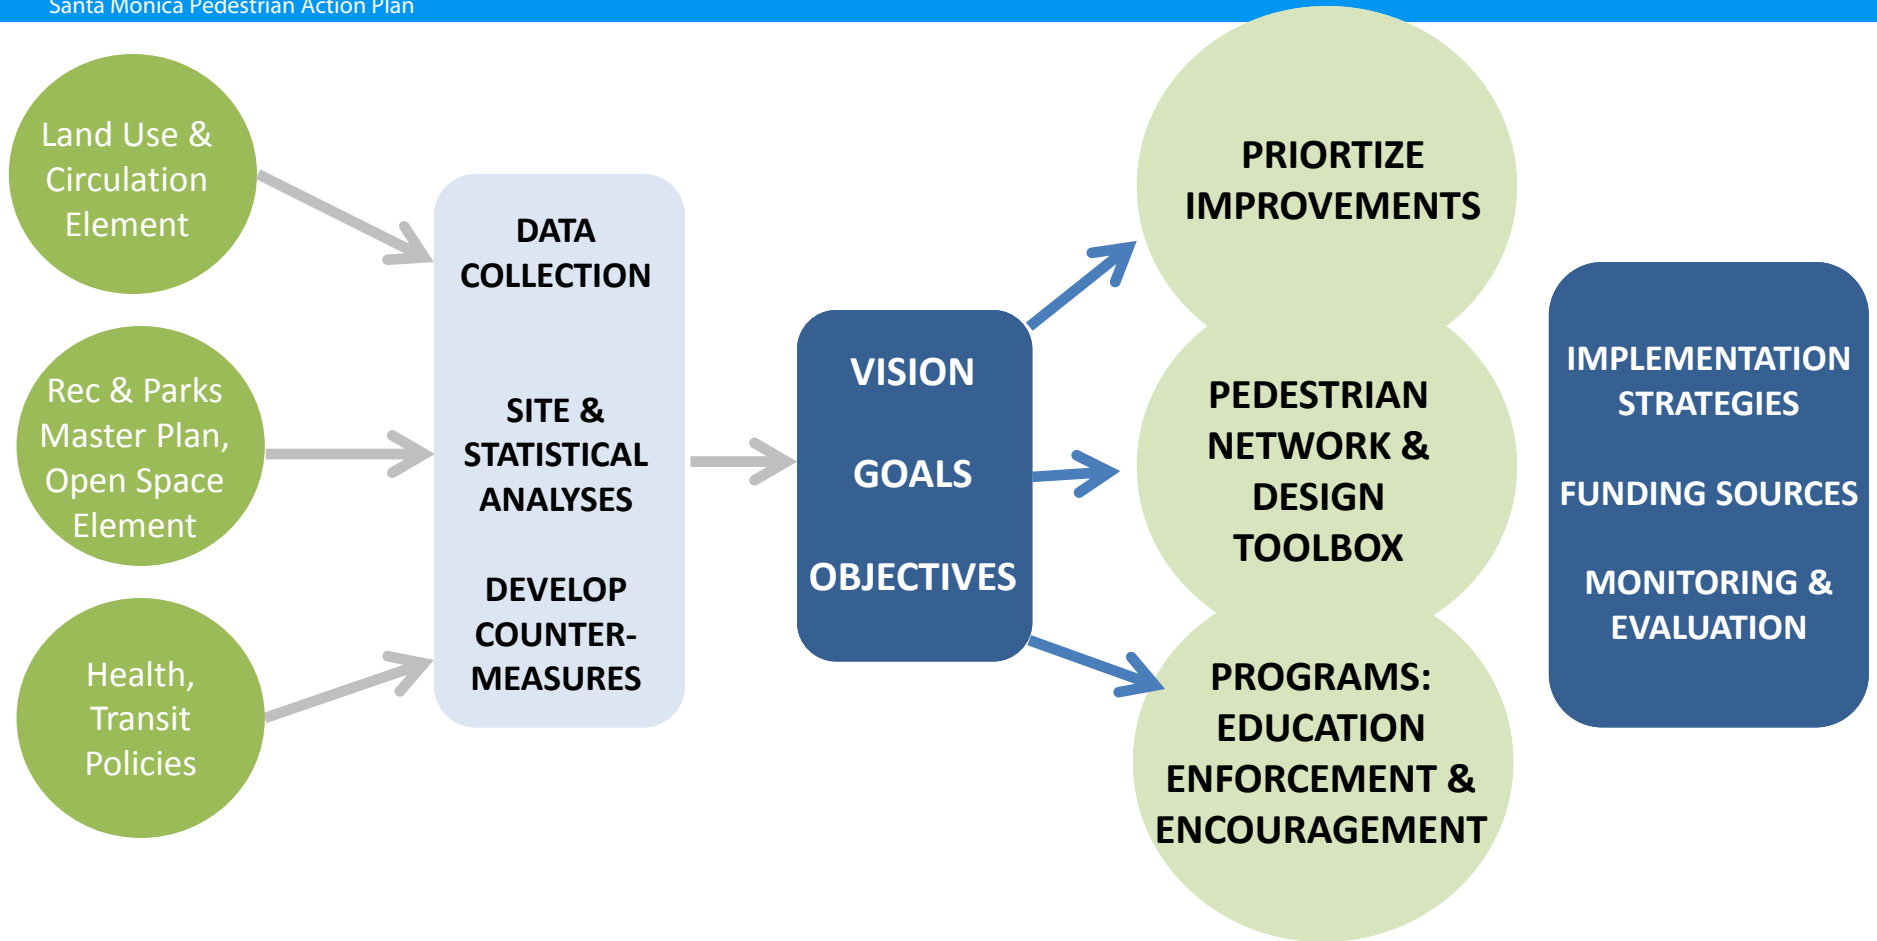 Santa Monica Pedestrian Action Plan
Land Use &
Circulation
Element
Rec & Parks
Master Plan,
Open Space
Element
Health,
Transit
Policies
DATA
COLLECTION
SITE &
STATISTICAL
ANALYSES
DEVELOP
COUNTER-
MEASURES
VISION
GOALS
OBJECTIVES
PRIORTIZE
IMPROVEMENTS
PEDESTRIAN
NETWORK &
DESIGN
TOOLBOX
PROGRAMS:
EDUCATION
ENFORCEMENT &
ENCOURAGEMENT
IMPLEMENTATION
STRATEGIES
FUNDING SOURCES
MONITORING &
EVALUATION